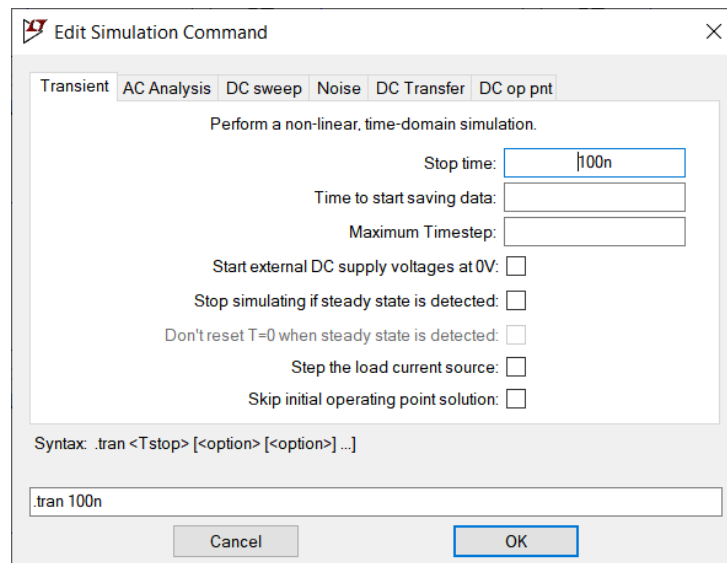 Edit Simulation Command
Transient AC Analysis DC sweep Noise DC Transfer DC op pnt
Perform a non-linear, time-domain simulation.
Stop time: 100n
Time to start saving data:
Maximum Timestep:
Start external DC supply voltages at 0V:
Stop simulating if steady state is detected:
Don't reset T=0 when steady state is detected:
Step the load current source:
Skip initial operating point solution:
Syntax: .tran <Tstop> [<option> [<option>] ...]
.tran 100n
Cancel OK